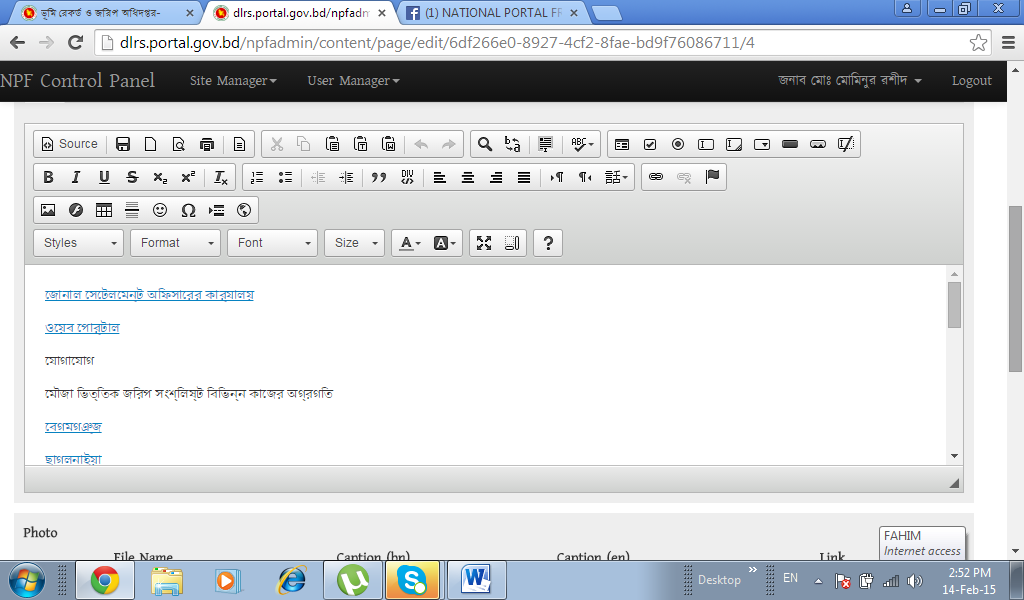 ভূমি রেকর্ড ও জরিপ অধিদপ্তর-
dlrs.portal.gov.bd/npfadm
(1) NATIONAL PORTAL FR
dlrs.portal.gov.bd/npfadmin/content/page/edit/6df266e0-8927-4cf2-8fae-bd9f76086711/4
NPF Control Panel Site Manager User Manager জনাব মোঃ মোমিনুর রশীদ Logout
Source
Styles Format Font Size
জোনাল সেটেলমেন্ট অফিসারের কার্যালয়
ওয়েব পোর্টাল
যোগাযোগ
মৌজা ভিত্তিক জরিপ সংশ্লিষ্ট বিভিন্ন কাজের অগ্রগতি
বেগমগঞ্জ
ছাগলনাইয়া
Photo
File Name Caption (bn) Caption (en) Link
FAHIM
Internet access
Desktop EN 2:52 PM
14-Feb-15